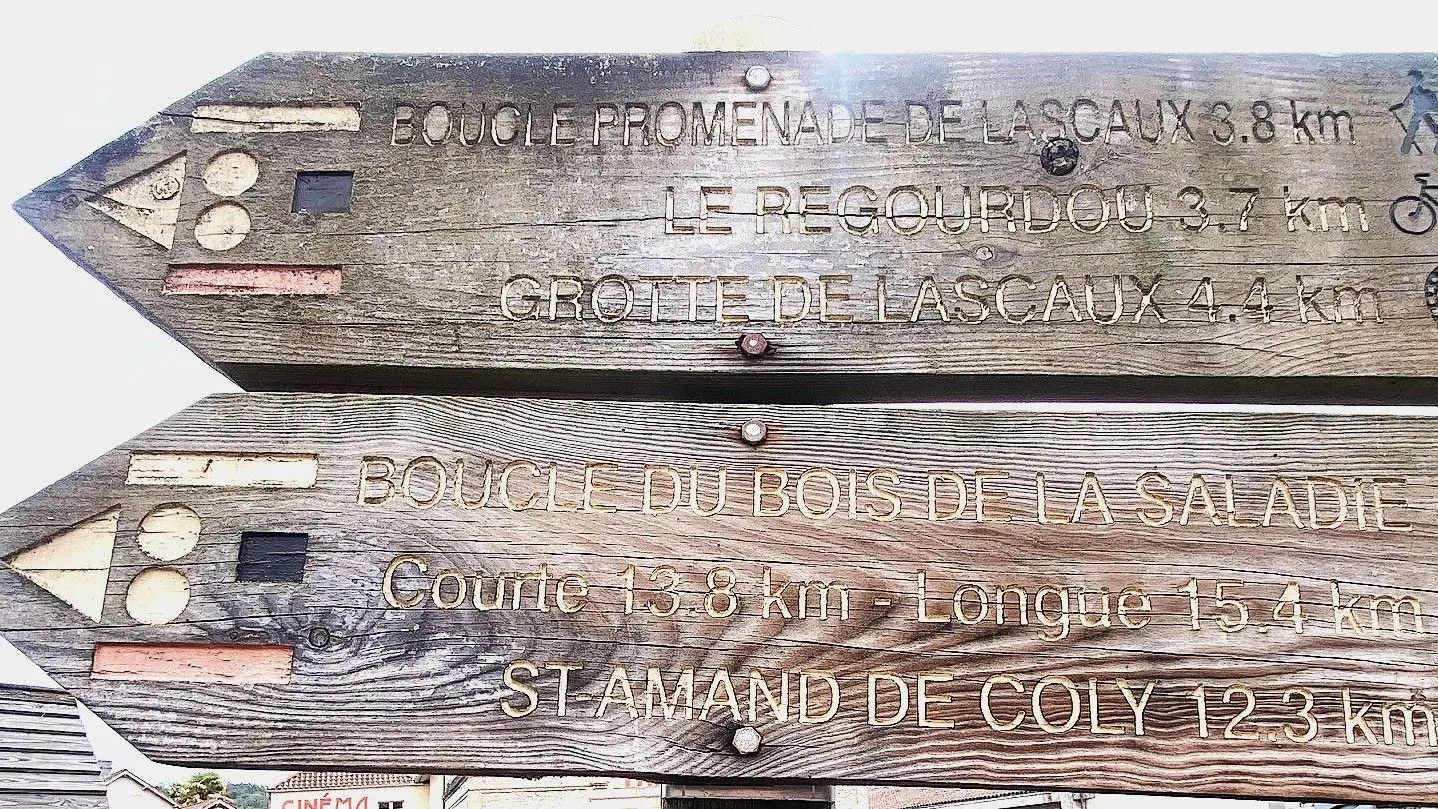 BOUCLE PROMENADE DE LASCAUX 3.8 km
LE REGOURDOU 3.7 km
GROTTE DE LASCAUX 4.4 km
BOUCLE DU BOIS DE LA SALADIE
Courte 13.8 km - Longue 15.4 km
ST-AMAND DE COLY 12.3 km
CINÉMA